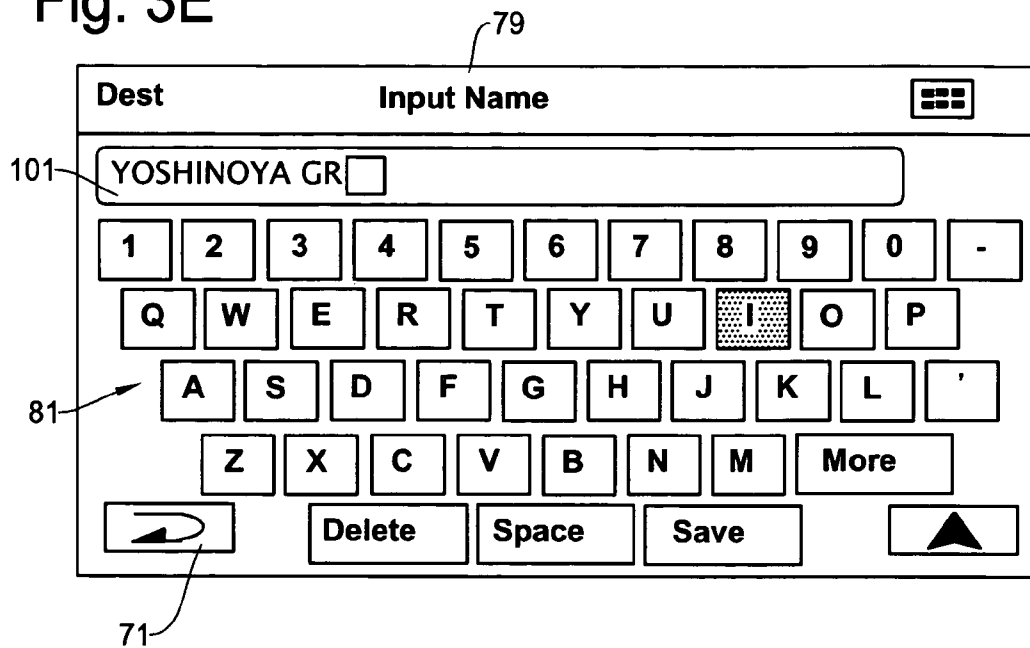 Fig. 3E
79
Dest Input Name
101
YOSHINOYA GR
1 2 3 4 5 6 7 8 9 0 -
Q W E R T Y U I O P
81
A S D F G H J K L '
Z X C V B N M More
Delete Space Save
71